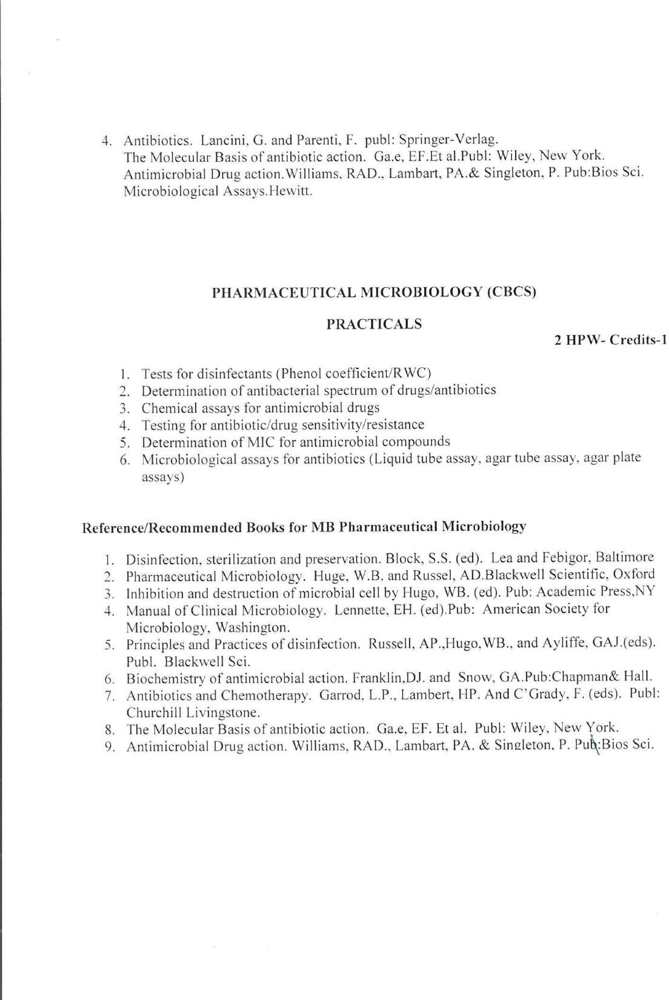 4. Antibiotics. Lancini, G. and Parenti, F. publ: Springer-Verlag.
The Molecular Basis of antibiotic action. Ga.e, EF.Et al.Publ: Wiley, New York.
Antimicrobial Drug action.Williams, RAD., Lambart, PA.& Singleton, P. Pub:Bios Sci.
Microbiological Assays.Hewitt.
PHARMACEUTICAL MICROBIOLOGY (CBCS)
PRACTICALS
2 HPW- Credits-1
1. Tests for disinfectants (Phenol coefficient/RWC)
2. Determination of antibacterial spectrum of drugs/antibiotics
3. Chemical assays for antimicrobial drugs
4. Testing for antibiotic/drug sensitivity/resistance
5. Determination of MIC for antimicrobial compounds
6. Microbiological assays for antibiotics (Liquid tube assay, agar tube assay, agar plate
assays)
Reference/Recommended Books for MB Pharmaceutical Microbiology
1. Disinfection, sterilization and preservation. Block, S.S. (ed). Lea and Febigor, Baltimore
2. Pharmaceutical Microbiology. Huge, W.B. and Russel, AD.Blackwell Scientific, Oxford
3. Inhibition and destruction of microbial cell by Hugo, WB. (ed). Pub: Academic Press,NY
4. Manual of Clinical Microbiology. Lennette, EH. (ed).Pub: American Society for
Microbiology, Washington.
5. Principles and Practices of disinfection. Russell, AP.,Hugo,WB., and Ayliffe, GAJ.(eds).
Publ. Blackwell Sci.
6. Biochemistry of antimicrobial action. Franklin,DJ. and Snow, GA.Pub:Chapman& Hall.
7. Antibiotics and Chemotherapy. Garrod, L.P., Lambert, HP. And C'Grady, F. (eds). Publ:
Churchill Livingstone.
8. The Molecular Basis of antibiotic action. Ga.e, EF. Et al. Publ: Wiley, New York.
9. Antimicrobial Drug action. Williams, RAD., Lambart, PA. & Singleton, P. Pub:Bios Sci.